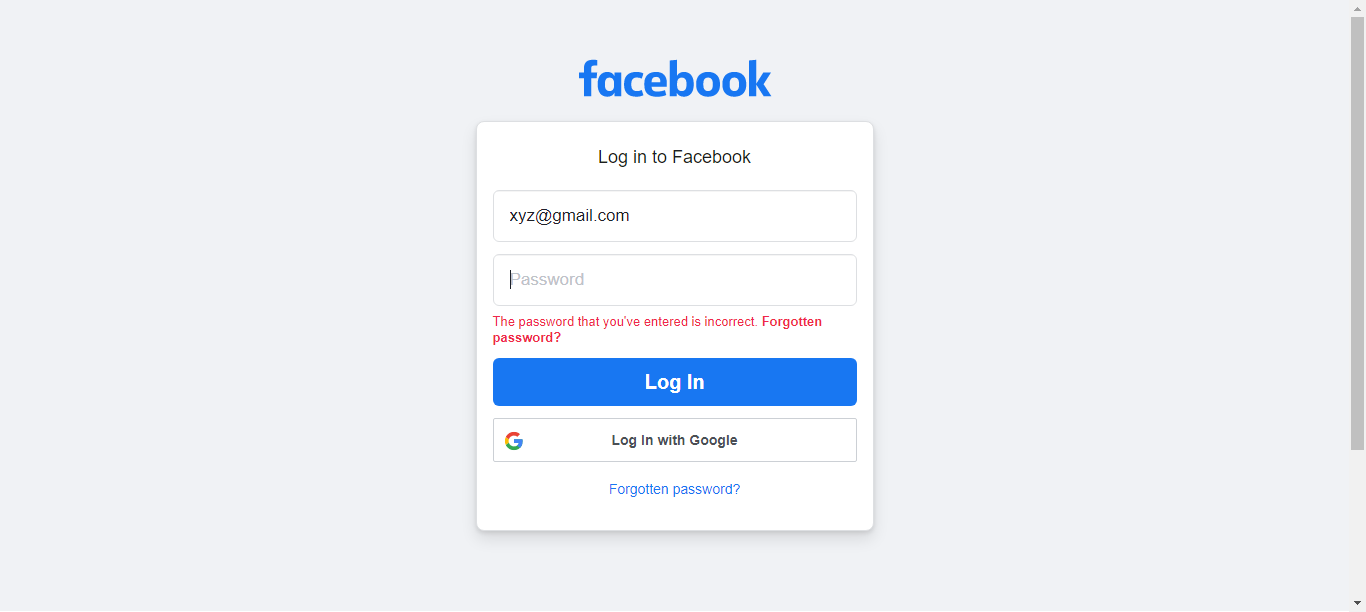 facebook
Log in to Facebook
xyz@gmail.com
Password
The password that you've entered is incorrect. Forgotten
password?
Log In
Log In with Google
Forgotten password?